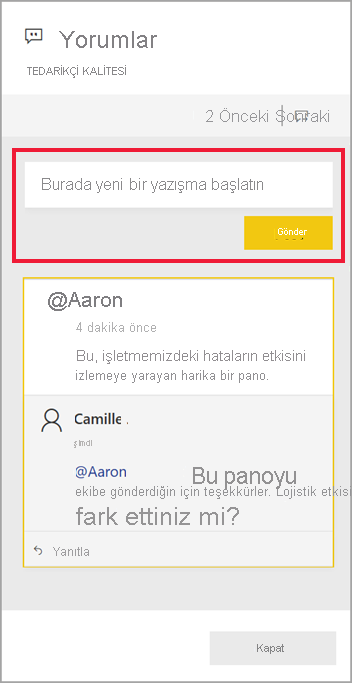 Yorumlar
TEDARİKÇİ KALİTESİ
2 Önceki Sonraki
Burada yeni bir yazışma başlatın
Gönder
@Aaron
4 dakika önce
Bu, işletmemizdeki hataların etkisini
izlemeye yarayan harika bir pano.
Camille .
şimdi
@Aaron Bu panoyu
ekibe gönderdiğin için teşekkürler. Lojistik etkisi
fark ettiniz mi?
Yanıtla
Kapat